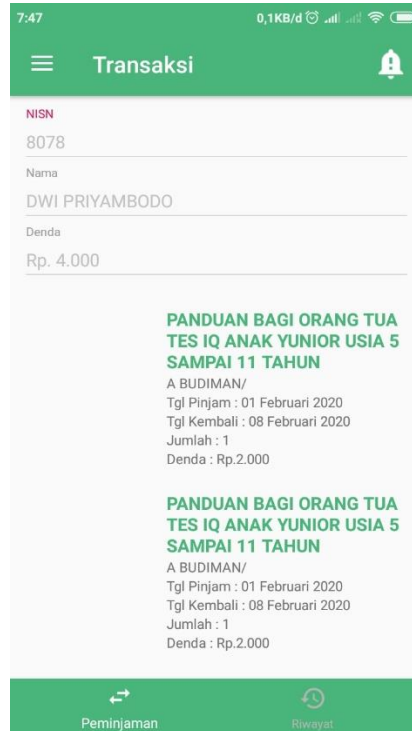 7:47
0,1KB/d
Transaksi
NISN
8078
Nama
DWI PRIYAMBODO
Denda
Rp. 4.000
PANDUAN BAGI ORANG TUA
TES IQ ANAK YUNIOR USIA 5
SAMPAI 11 TAHUN
A BUDIMAN/
Tgl Pinjam : 01 Februari 2020
Tgl Kembali : 08 Februari 2020
Jumlah : 1
Denda : Rp.2.000
PANDUAN BAGI ORANG TUA
TES IQ ANAK YUNIOR USIA 5
SAMPAI 11 TAHUN
A BUDIMAN/
Tgl Pinjam : 01 Februari 2020
Tgl Kembali : 08 Februari 2020
Jumlah : 1
Denda : Rp.2.000
Peminjaman
Riwayat